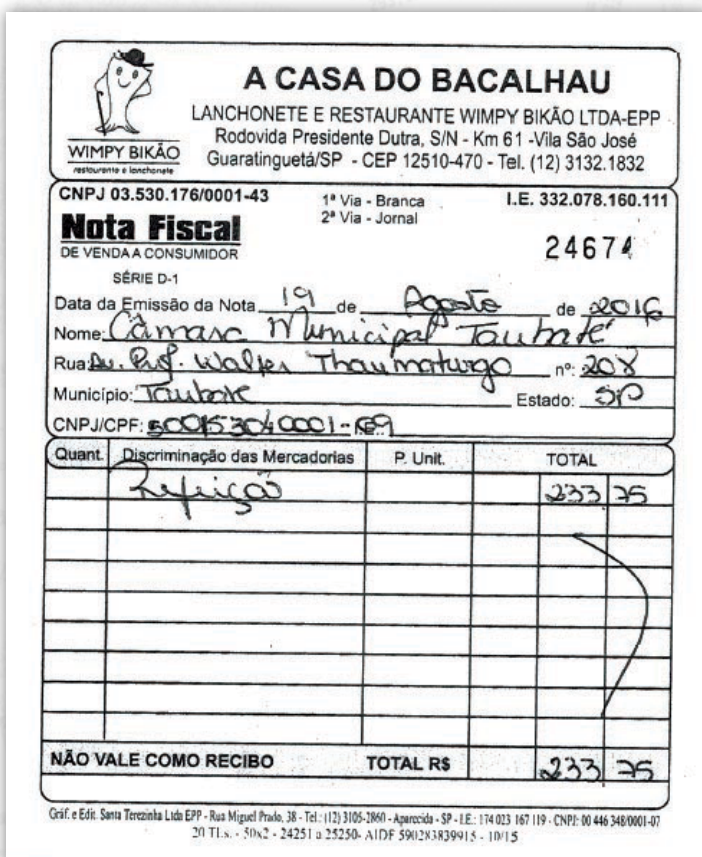 A CASA DO BACALHAU
LANCHONETE E RESTAURANTE WIMPY BIKÃO LTDA-EPP
Rodovida Presidente Dutra, S/N - Km 61 -Vila São José
Guaratinguetá/SP - CEP 12510-470 - Tel. (12) 3132.1832
WIMPY BIKÃO
restaurante e lanchonete
CNPJ 03.530.176/0001-43 1ª Via - Branca I.E. 332.078.160.111
2ª Via - Jornal
Nota Fiscal
DE VENDA A CONSUMIDOR 24674
SÉRIE D-1
Data da Emissão da Nota 19 de Agosto de 2016
Nome: Câmara Municipal Taubaté
Rua: Av. Prof. Walter Thaumaturgo nº: 208
Município: Taubaté Estado: SP
CNPJ/CPF:
Quant. Discriminação das Mercadorias P. Unit. TOTAL
Refeição 233 75
NÃO VALE COMO RECIBO TOTAL R$ 233 75
Gráf. e Edit. Santa Terezinha Ltda EPP - Rua Miguel Prado, 38 - Tel.: (12) 3105-2860 - Aparecida - SP - I.E.: 174 023 167 119 - CNPJ: 00 446 348/0001-07
20 Tl.s. - 50x2 - 24251 a 25250- AIDF 590283839915 - 10/15